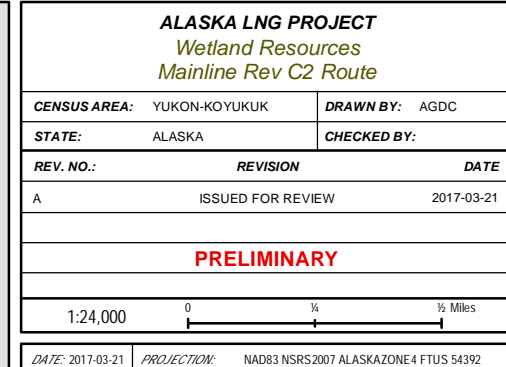 ALASKA LNG PROJECT
Wetland Resources
Mainline Rev C2 Route
CENSUS AREA: YUKON-KOYUKUK DRAWN BY: AGDC
STATE: ALASKA CHECKED BY:
REV. NO.: REVISION DATE
A ISSUED FOR REVIEW 2017-03-21
PRELIMINARY
1:24,000 0 ¼ ½ Miles
DATE: 2017-03-21 PROJECTION: NAD83 NSRS2007 ALASKAZONE4 FTUS 54392